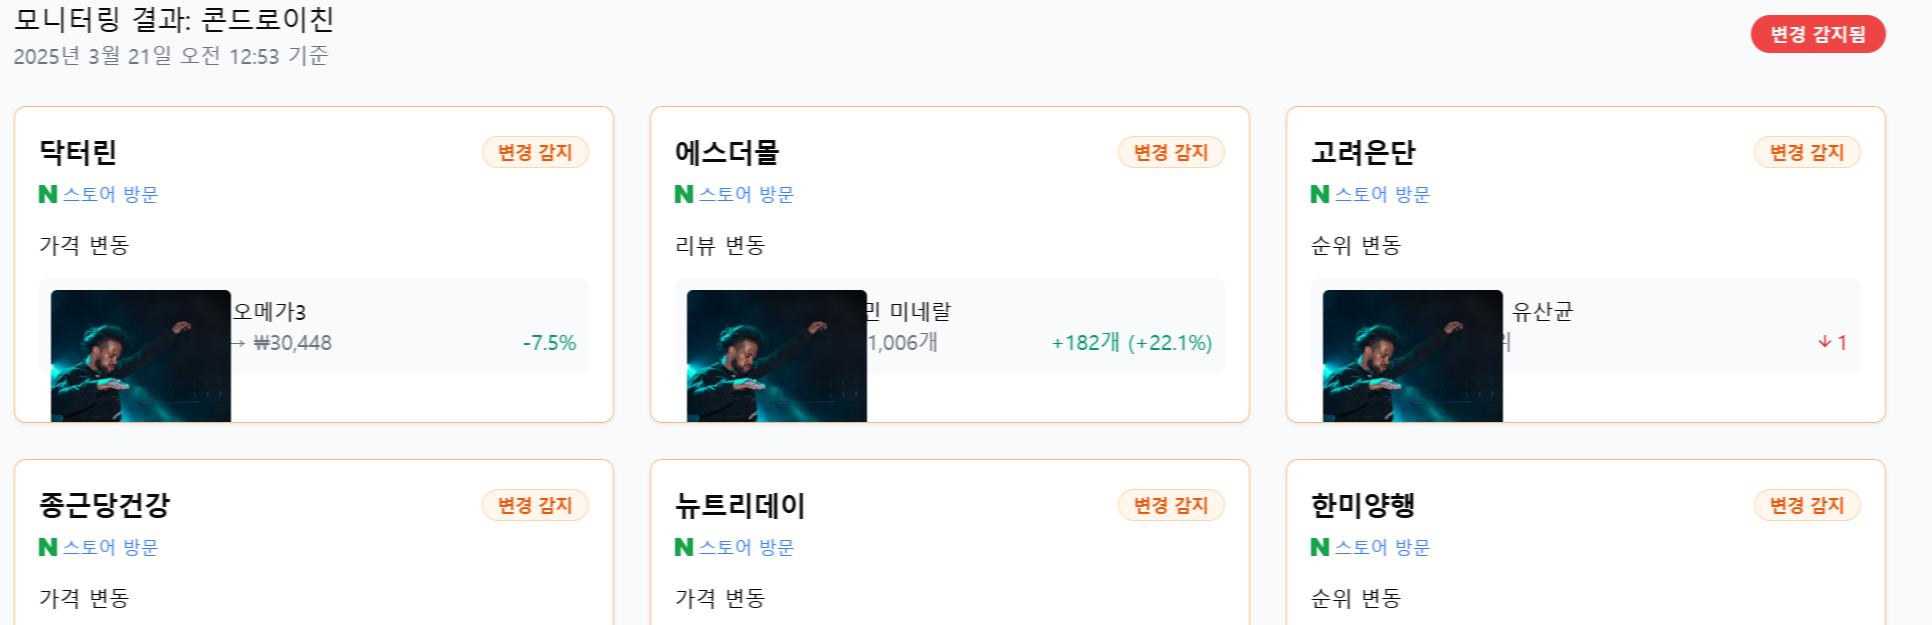 모니터링 결과: 콘드로이친
변경 감지됨
2025년 3월 21일 오전 12:53 기준
닥터린
변경 감지
N 스토어 방문
가격 변동
오메가3
→ ₩30,448
-7.5%
에스더몰
변경 감지
N 스토어 방문
리뷰 변동
미네랄
1,006개
+182개 (+22.1%)
고려은단
변경 감지
N 스토어 방문
순위 변동
유산균
↓ 1
종근당건강
변경 감지
N 스토어 방문
가격 변동
뉴트리데이
변경 감지
N 스토어 방문
가격 변동
한미양행
변경 감지
N 스토어 방문
순위 변동